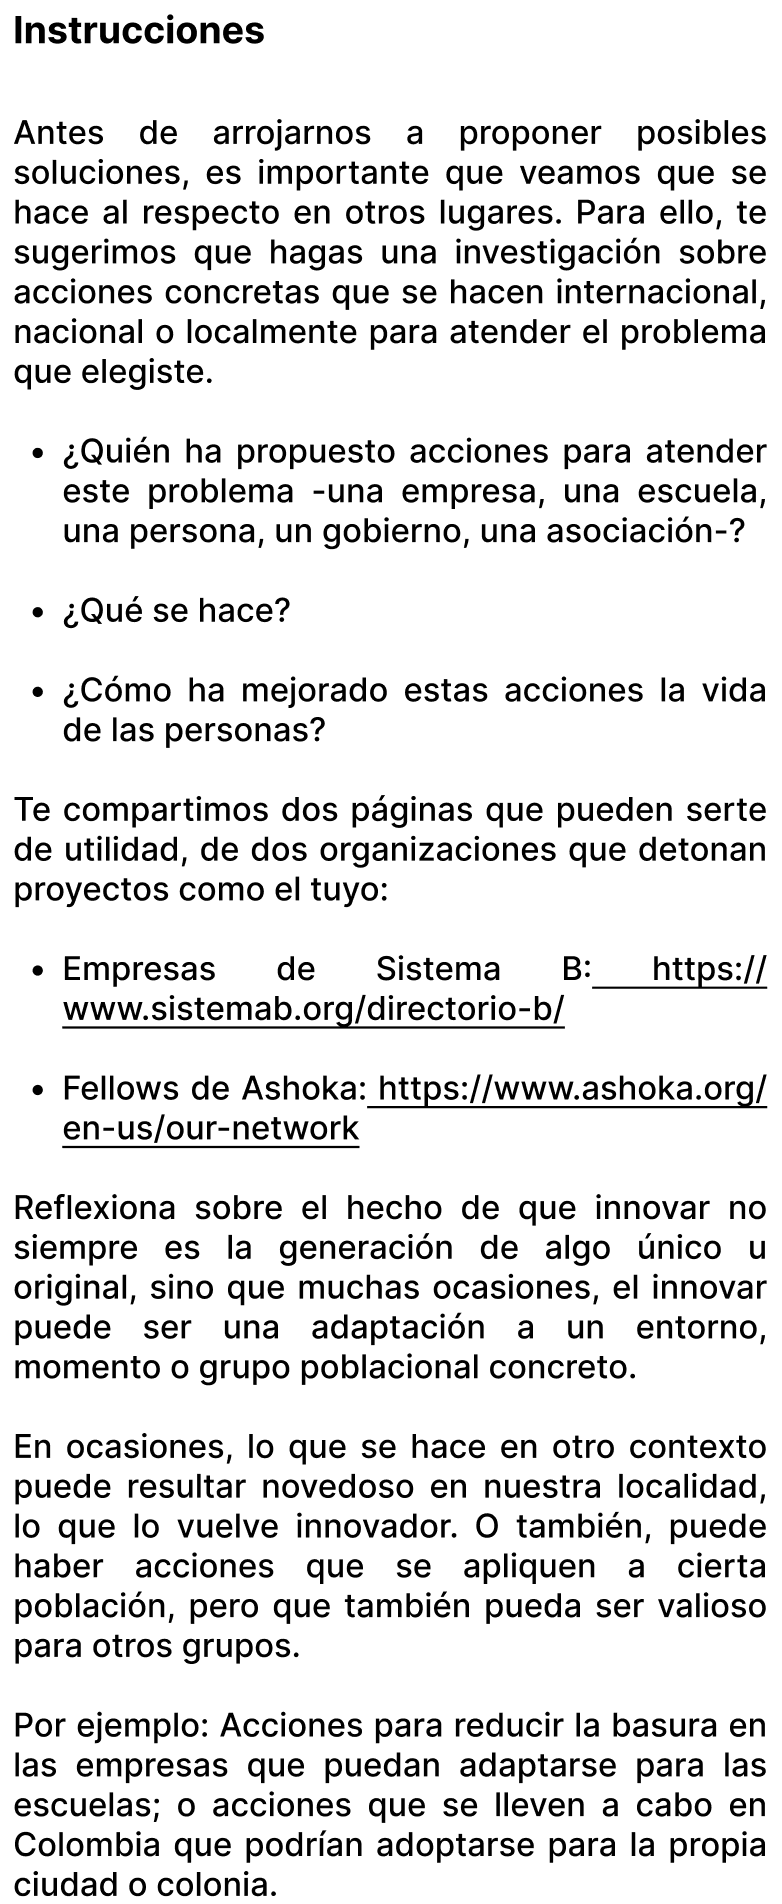 Instrucciones
Antes de arrojarnos a proponer posibles
soluciones, es importante que veamos que se
hace al respecto en otros lugares. Para ello, te
sugerimos que hagas una investigación sobre
acciones concretas que se hacen internacional,
nacional o localmente para atender el problema
que elegiste.
• ¿Quién ha propuesto acciones para atender
este problema -una empresa, una escuela,
una persona, un gobierno, una asociación-?
• ¿Qué se hace?
• ¿Cómo ha mejorado estas acciones la vida
de las personas?
Te compartimos dos páginas que pueden serte
de utilidad, de dos organizaciones que detonan
proyectos como el tuyo:
• Empresas de Sistema B: https://
www.sistemab.org/directorio-b/
• Fellows de Ashoka: https://www.ashoka.org/
en-us/our-network
Reflexiona sobre el hecho de que innovar no
siempre es la generación de algo único u
original, sino que muchas ocasiones, el innovar
puede ser una adaptación a un entorno,
momento o grupo poblacional concreto.
En ocasiones, lo que se hace en otro contexto
puede resultar novedoso en nuestra localidad,
lo que lo vuelve innovador. O también, puede
haber acciones que se apliquen a cierta
población, pero que también pueda ser valioso
para otros grupos.
Por ejemplo: Acciones para reducir la basura en
las empresas que puedan adaptarse para las
escuelas; o acciones que se lleven a cabo en
Colombia que podrían adoptarse para la propia
ciudad o colonia.